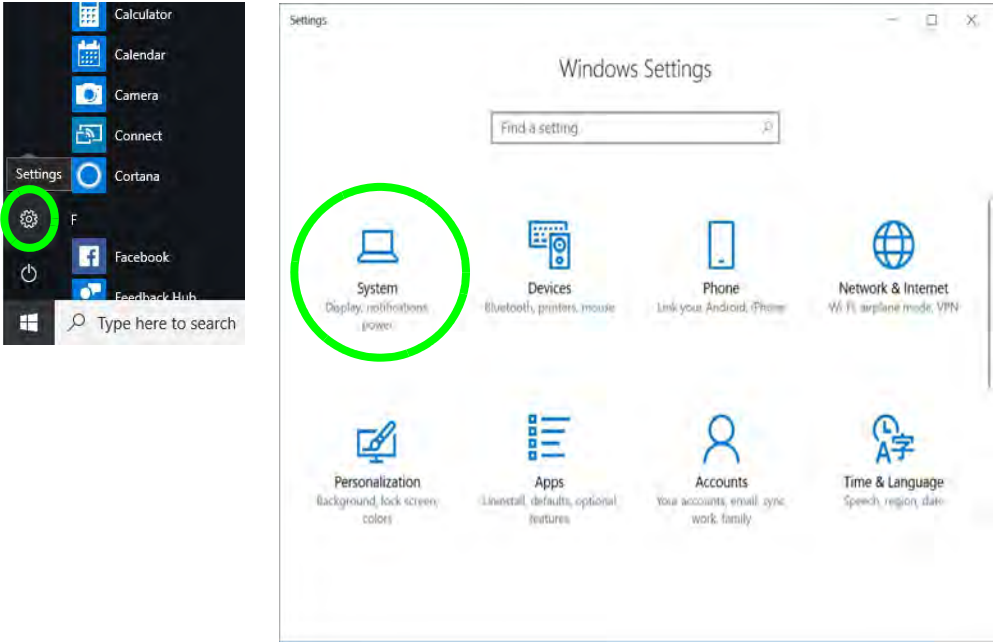 Calculator
Calendar
Camera
Connect
Settings
Cortana
F
Facebook
Feedback Hub
Type here to search
Settings
Windows Settings
Find a setting
System
Display, notifications,
power
Devices
Bluetooth, printers, mouse
Phone
Link your Android, iPhone
Network & Internet
Wi-Fi, airplane mode, VPN
Personalization
Background, lock screen,
colors
Apps
Uninstall, defaults, optional
features
Accounts
Your accounts, email, sync,
work, family
Time & Language
Speech, region, date